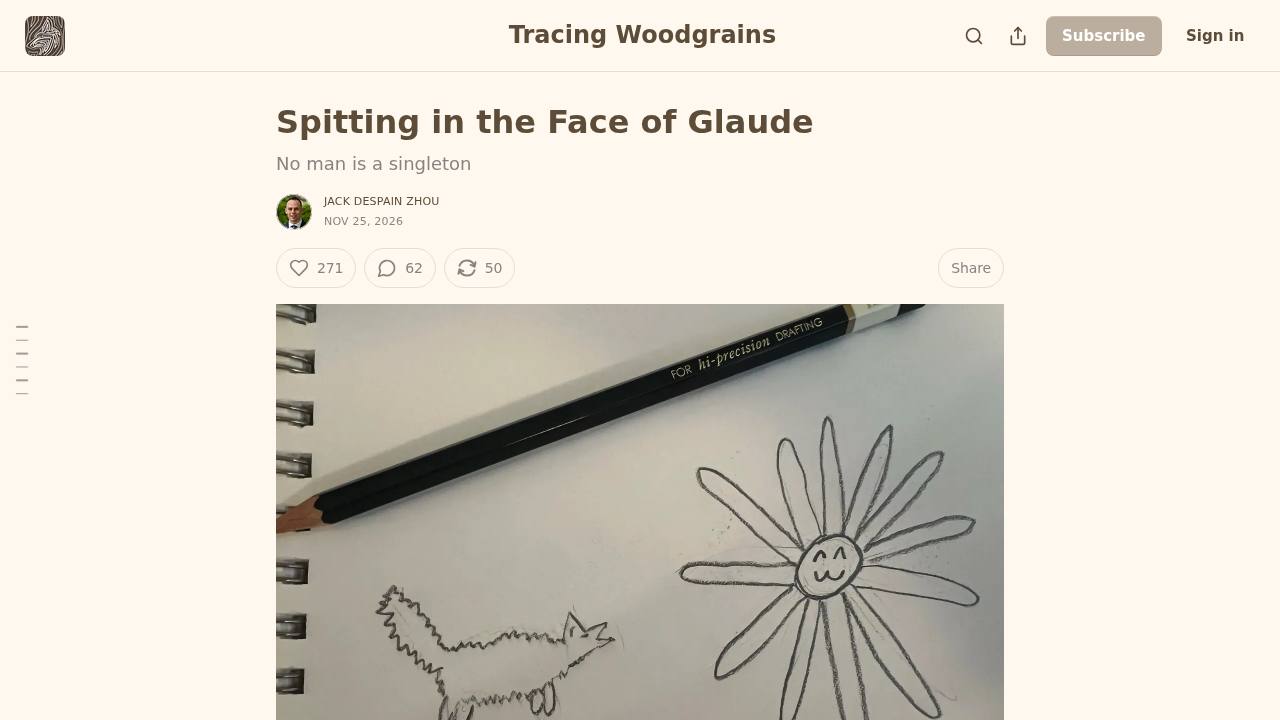 Tracing Woodgrains
Subscribe
Sign in
Spitting in the Face of Glaude
No man is a singleton
JACK DESPAIN ZHOU
NOV 25, 2026
271
62
50
Share
FOR hi-precision DRAFTING